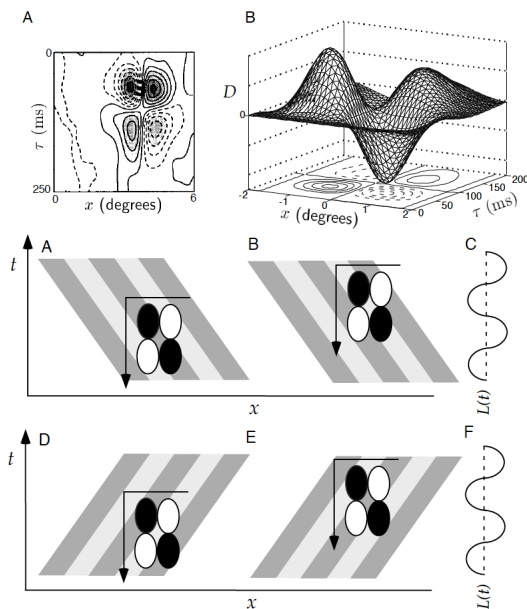 A
0
τ (ms)
250
0
x (degrees)
6
B
D
0
-2
-1
0
1
2
x (degrees)
0
50
100
150
200
τ (ms)
A
B
C
t
x
L(t)
D
E
F
t
x
L(t)